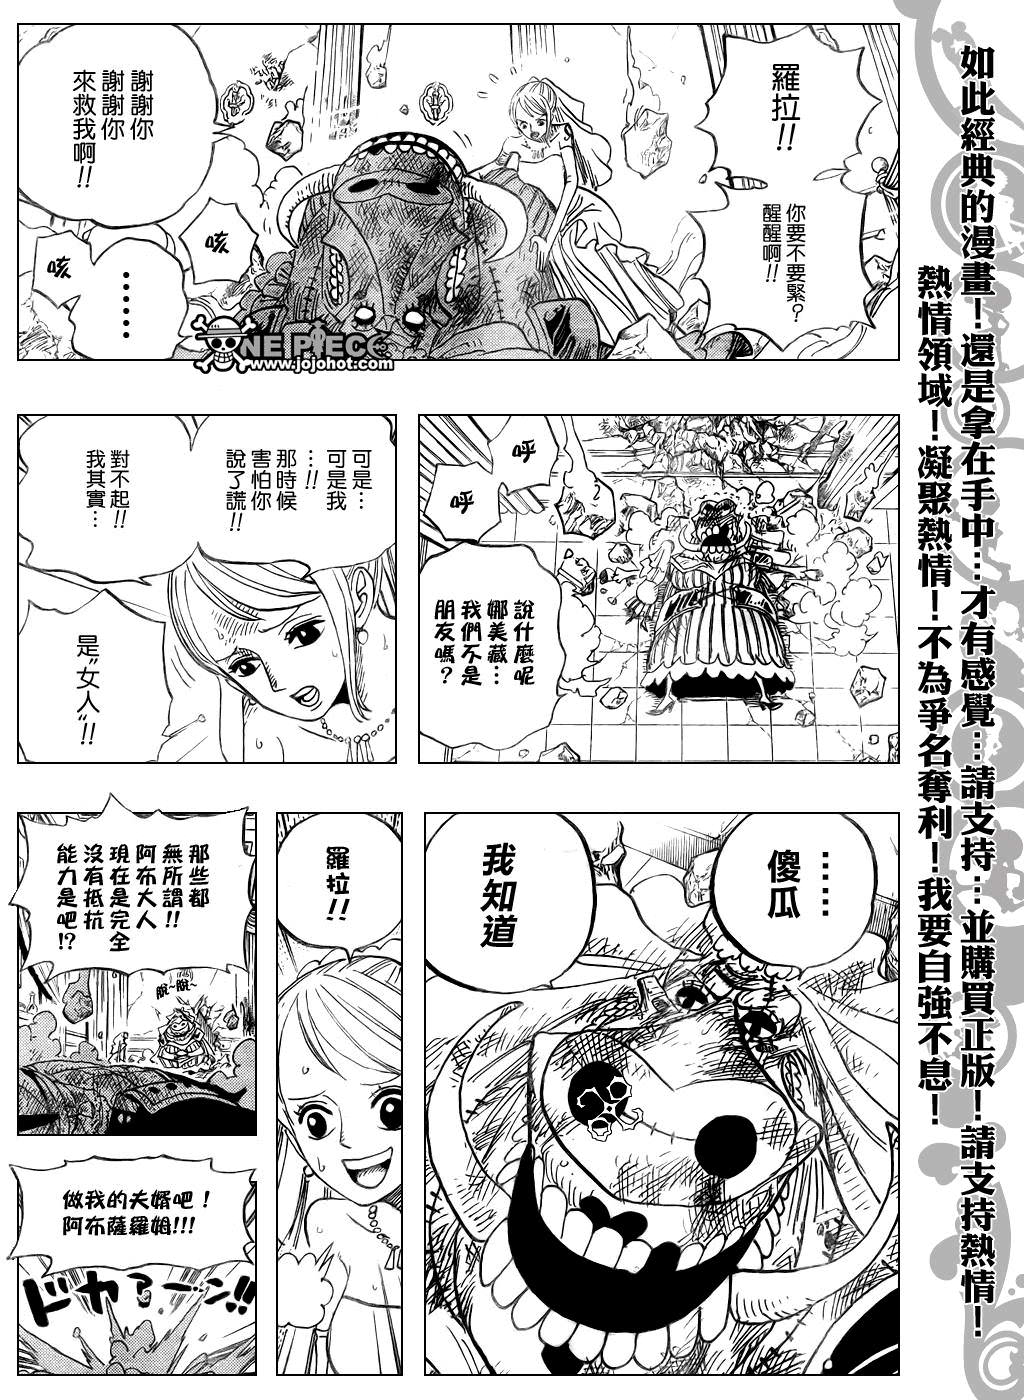 羅拉!!
你要不要緊?
醒醒啊!!
謝謝你
謝謝你
來救我啊!!
咳
咳
……
ONE PIECE
www.jojohot.com
呼
呼
說什麼呢
娜美藏…
我們不是
朋友嗎?
可是…
可是我
…!!
那時候
害怕你
說了謊!!
對不起!!
我其實…
是"女人"!!
……
傻瓜
我知道
羅拉!!
那些都
無所謂!!
阿布大人
現在是完全
沒有抵抗
能力是吧!?
脫~脫~
做我的夫婿吧!
阿布薩羅姆!!!
ドカァーン!!
如此經典的漫畫!還是拿在手中…才有感覺…請支持…並購買正版!請支持熱情!
熱情領域!凝聚熱情!不為爭名奪利!我要自強不息!